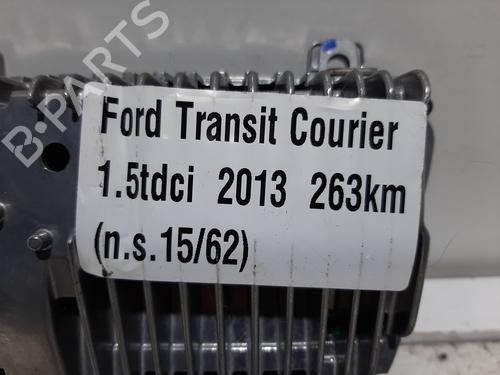 B-PARTS
Ford Transit Courier
1.5tdci 2013 263km
(n.s.15/62)